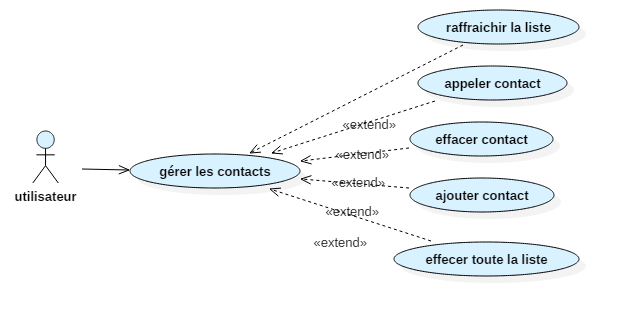 raffraichir la liste
appeler contact
«extend»
effacer contact
«extend»
gérer les contacts
«extend»
ajouter contact
utilisateur
«extend»
«extend»
effecer toute la liste